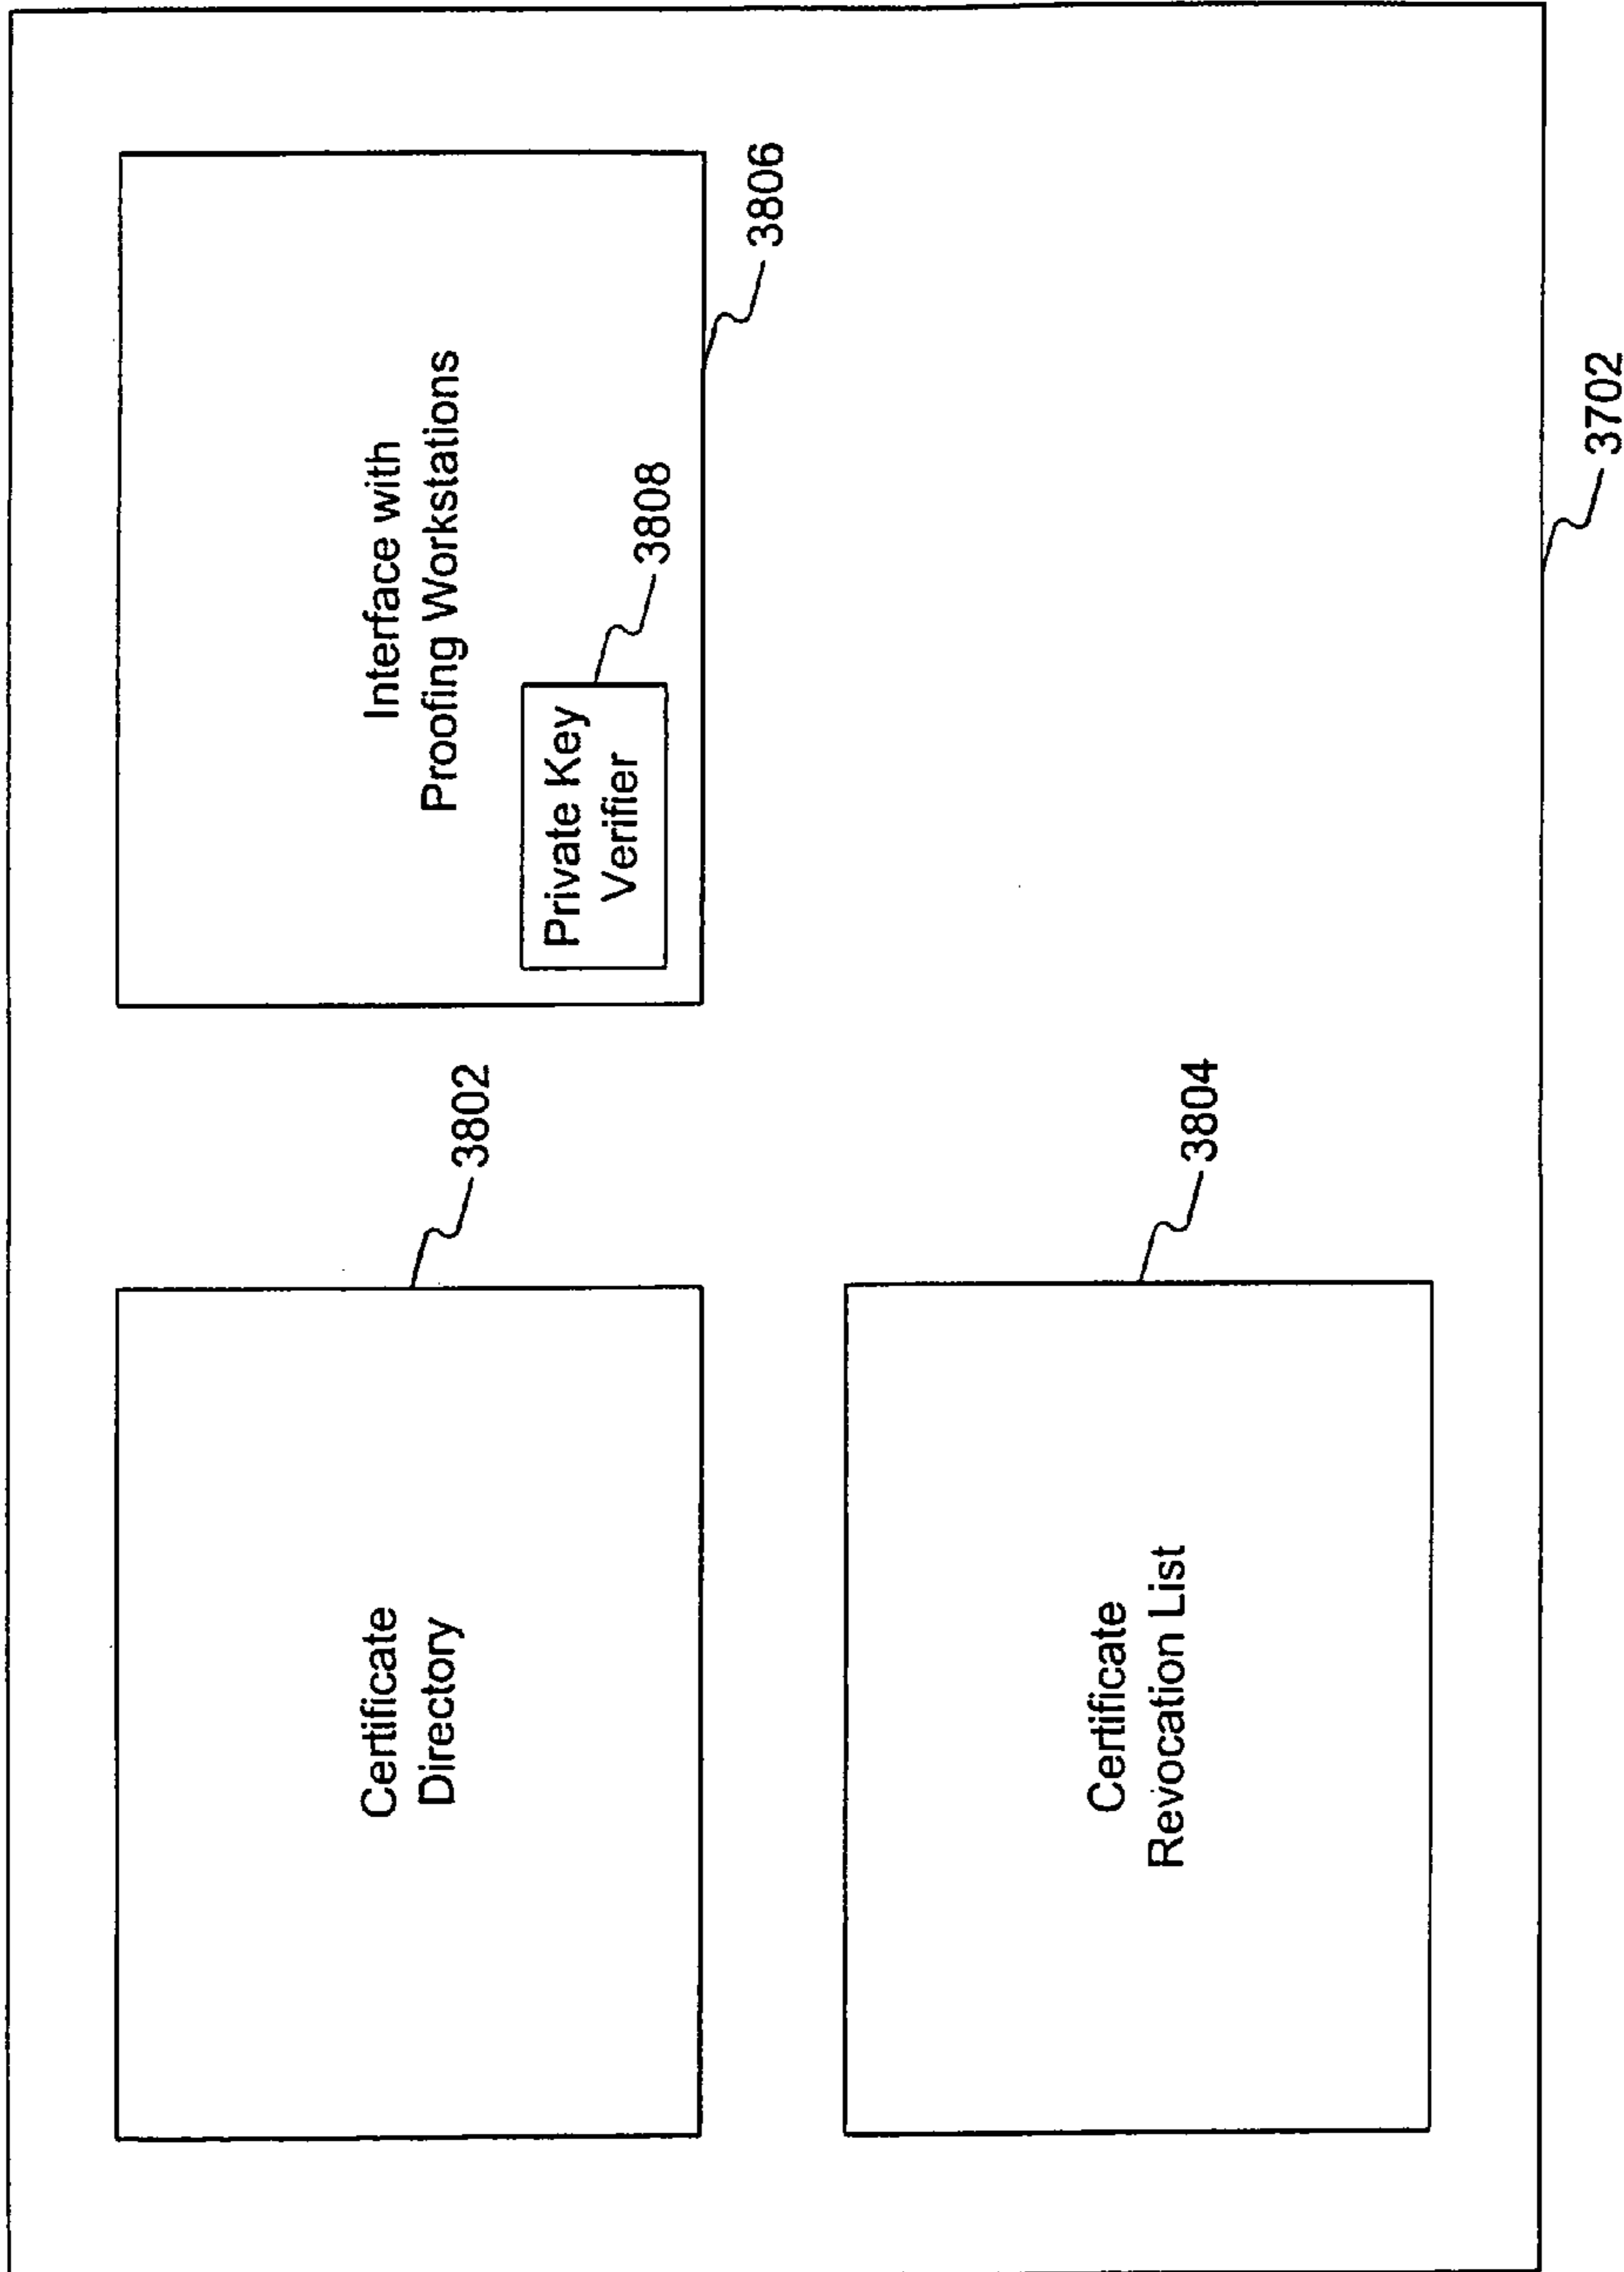 Certificate
Directory
3802
Interface with
Proofing Workstations
Private Key
Verifier
3808
3806
Certificate
Revocation List
3804
3702